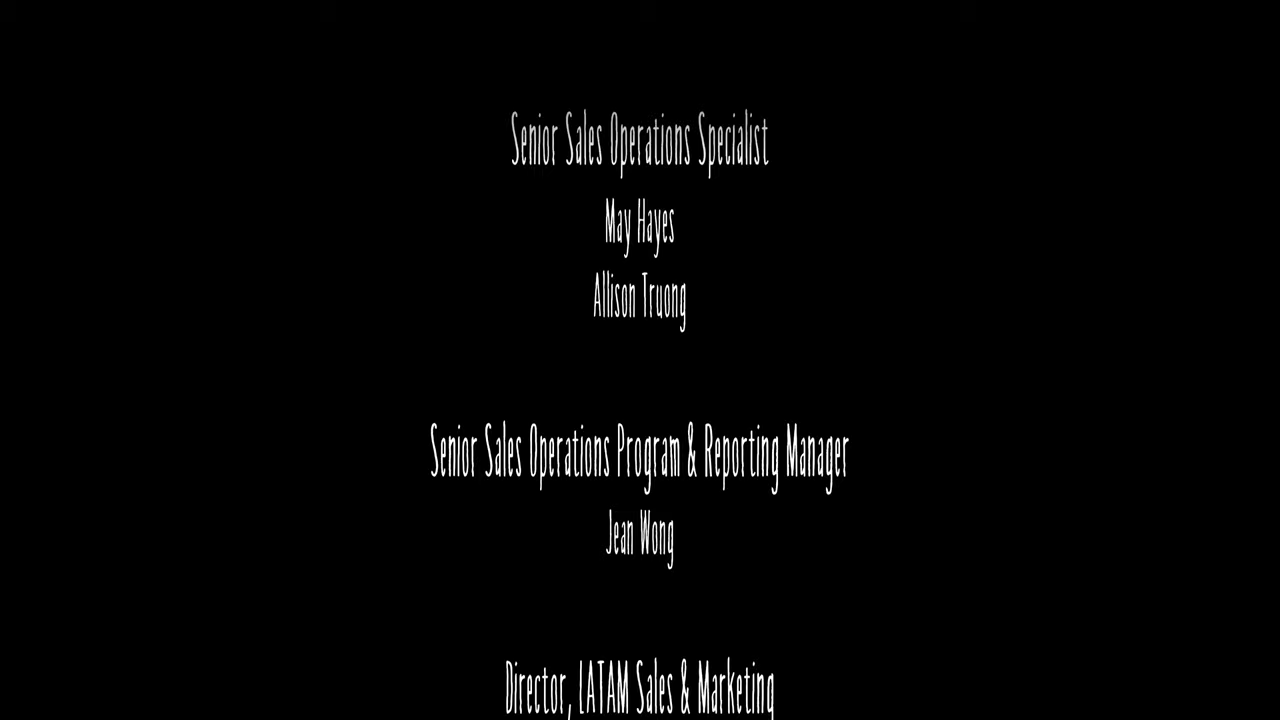 Senior Sales Operations Specialist
May Hayes
Allison Truong
Senior Sales Operations Program & Reporting Manager
Jean Wong
Director, LATAM Sales & Marketing